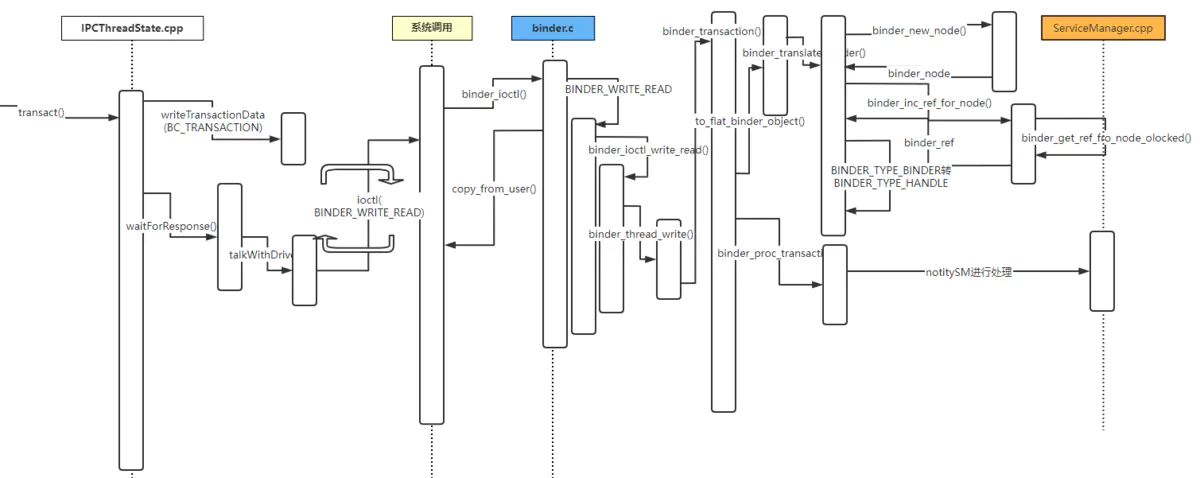 IPCThreadState.cpp
系统调用
binder.c
ServiceManager.cpp
transact()
writeTransactionData
(BC_TRANSACTION)
waitForResponse()
talkWithDrive
ioctl(
BINDER_WRITE_READ)
binder_ioctl()
copy_from_user()
BINDER_WRITE_READ
binder_ioctl_write_read()
binder_thread_write()
binder_transaction()
to_flat_binder_object()
binder_proc_transacti
binder_translate
der()
binder_new_node()
binder_node
binder_inc_ref_for_node()
binder_ref
binder_get_ref_fro_node_olocked()
BINDER_TYPE_BINDER转
BINDER_TYPE_HANDLE
notitySM进行处理